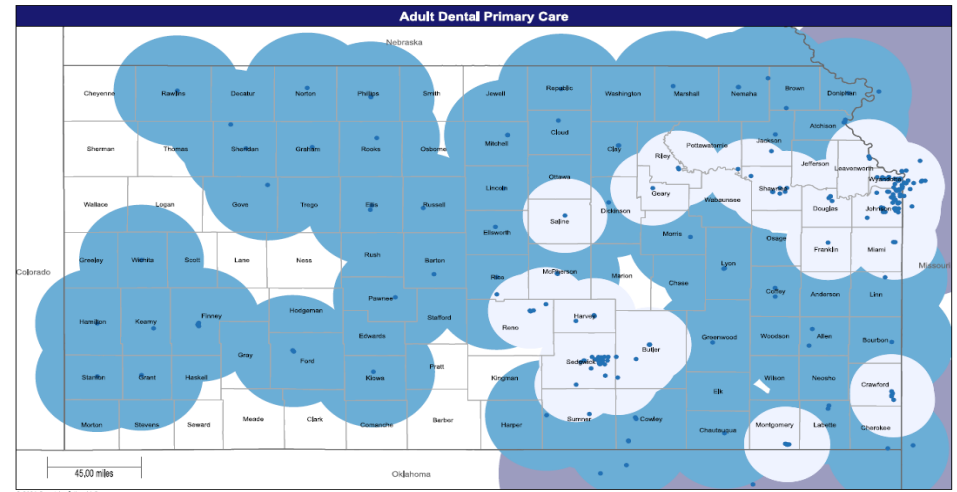 Adult Dental Primary Care
Nebraska
Cheyenne Rawlins Decatur Norton Phillips Smith Jewell Republic Washington Marshall Nemaha Brown Doniphan
Atchison
Sherman Thomas Sheridan Graham Rooks Osborne Mitchell Cloud Clay Riley Pottawatomie Jackson Jefferson Leavenworth
Wyandotte
Wallace Logan Gove Trego Ellis Russell Lincoln Ottawa Dickinson Geary Wabaunsee Shawnee Douglas Johnson
Saline
Ellsworth Morris Osage Franklin Miami
Greeley Wichita Scott Lane Ness Rush Barton Rice McPherson Marion Chase Lyon
Colorado Missouri
Hamilton Kearny Finney Hodgeman Pawnee Stafford Reno Harvey Coffey Anderson Linn
Gray Ford Edwards Sedgwick Butler Greenwood Woodson Allen Bourbon
Stanton Grant Haskell Kiowa Pratt Kingman Elk Wilson Neosho Crawford
Morton Stevens Seward Meade Clark Comanche Barber Harper Sumner Cowley Chautauqua Montgomery Labette Cherokee
45,00 miles
Oklahoma